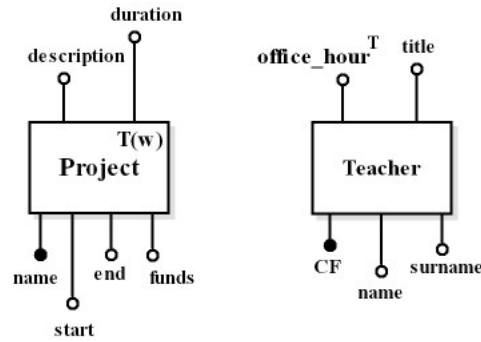 duration
description
T(w)
Project
name
end
funds
start
office_hour^T
title
Teacher
CF
surname
name